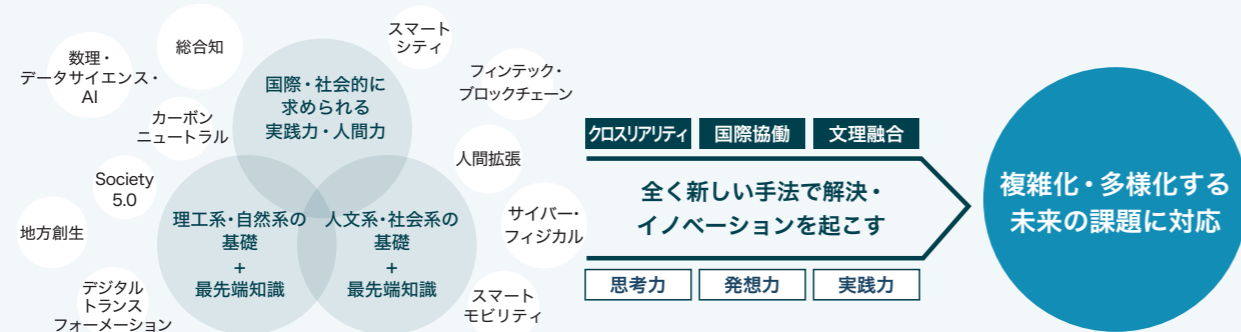 数理・
データサイエンス・
AI
総合知
スマート
シティ
フィンテック・
ブロックチェーン
カーボン
ニュートラル
人間拡張
Society
5.0
地方創生
サイバー・
フィジカル
デジタル
トランス
フォーメーション
スマート
モビリティ
国際・社会的に
求められる
実践力・人間力
理工系・自然系の
基礎
+
最先端知識
人文系・社会系の
基礎
+
最先端知識
クロスリアリティ
国際協働
文理融合
全く新しい手法で解決・
イノベーションを起こす
思考力
発想力
実践力
複雑化・多様化する
未来の課題に対応